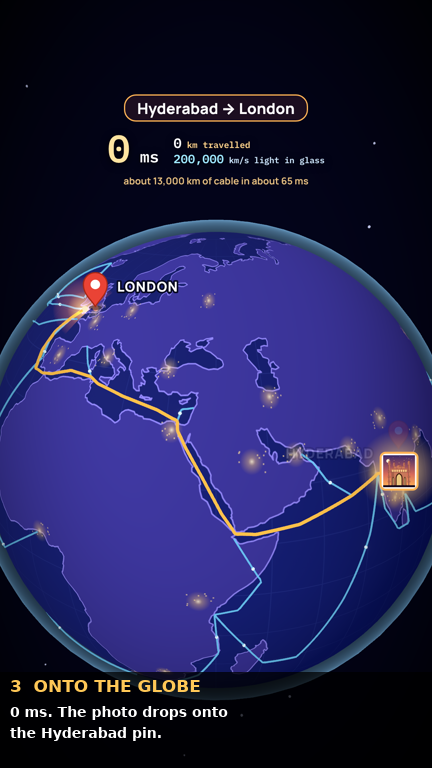 Hyderabad → London
0 ms
0 km travelled
200,000 km/s light in glass
about 13,000 km of cable in about 65 ms
LONDON
HYDERABAD
3 ONTO THE GLOBE
0 ms. The photo drops onto
the Hyderabad pin.